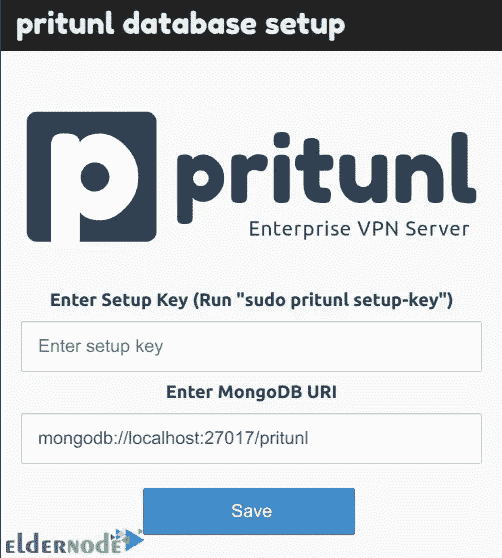 pritunl database setup
p pritunl
Enterprise VPN Server
Enter Setup Key (Run "sudo pritunl setup-key")
Enter setup key
Enter MongoDB URI
mongodb://localhost:27017/pritunl
Save
eldernode